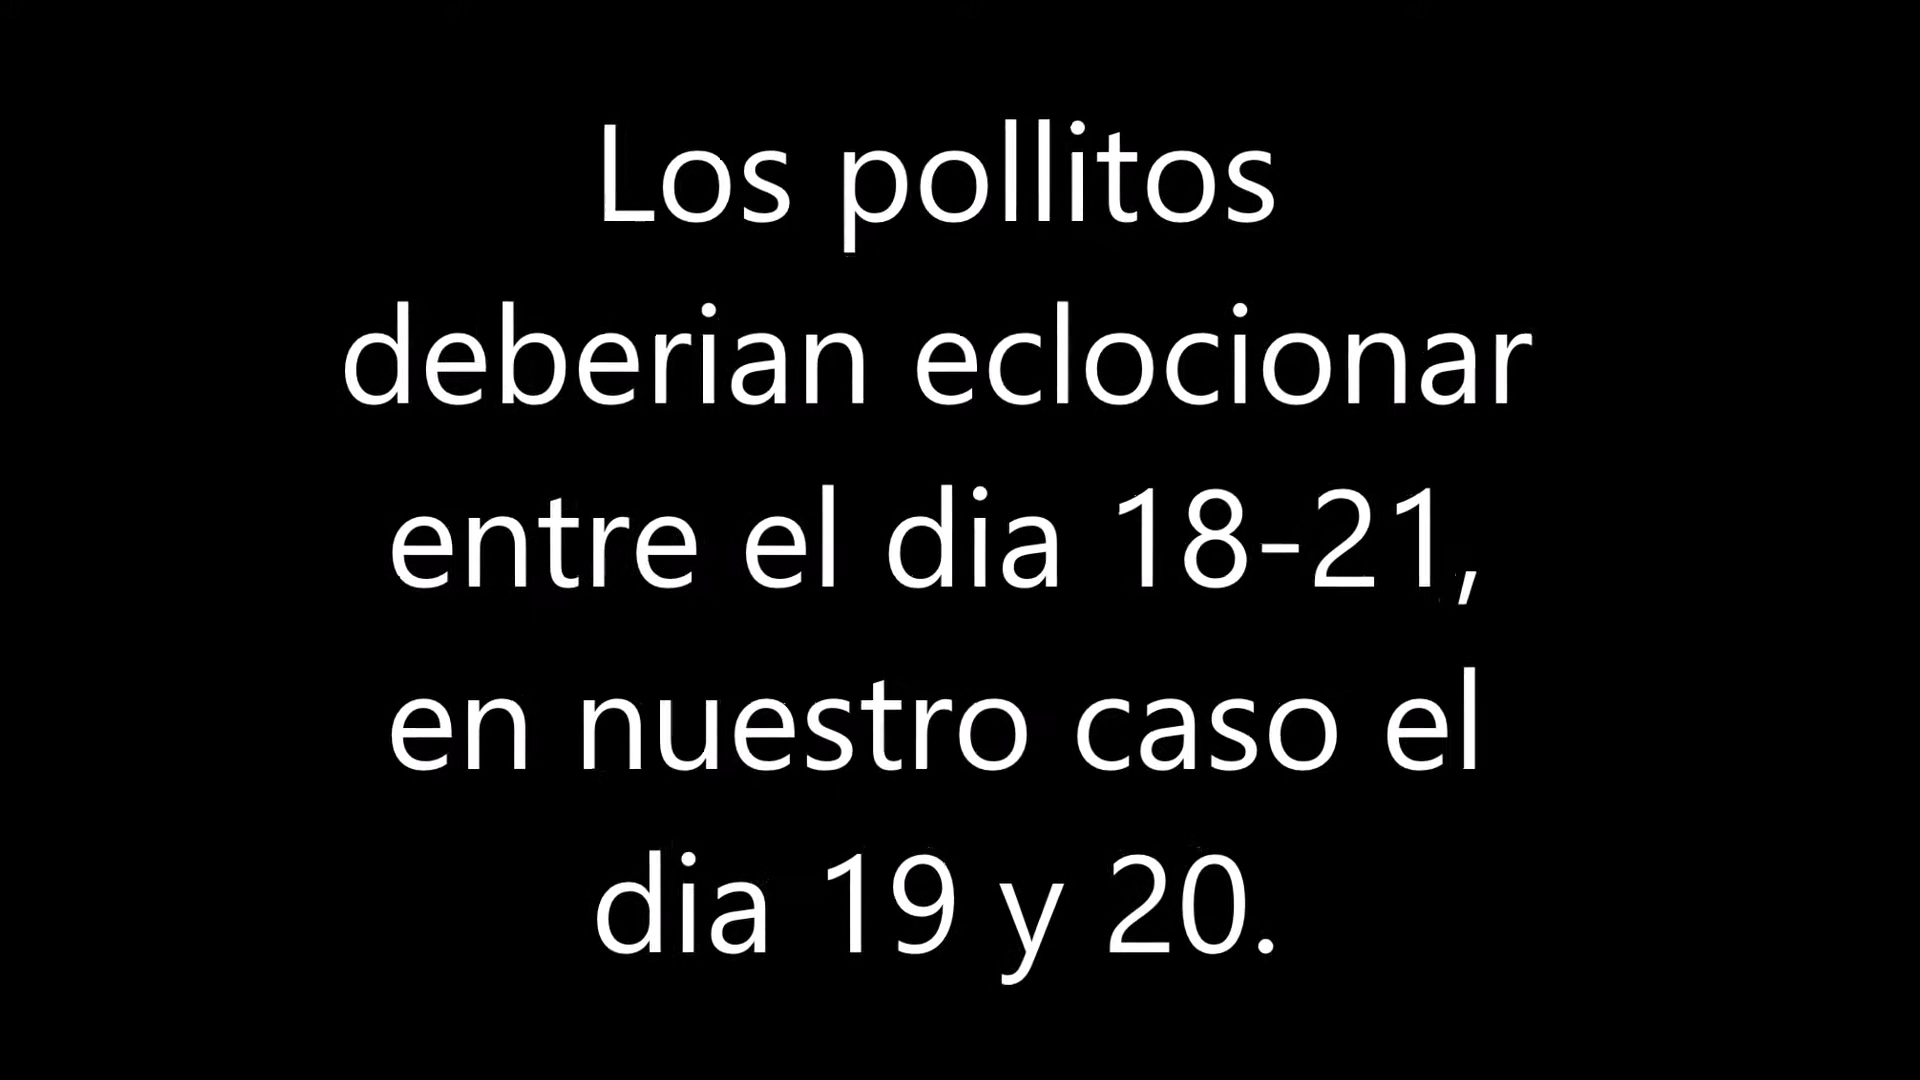 Los pollitos
deberian eclocionar
entre el dia 18-21,
en nuestro caso el
dia 19 y 20.